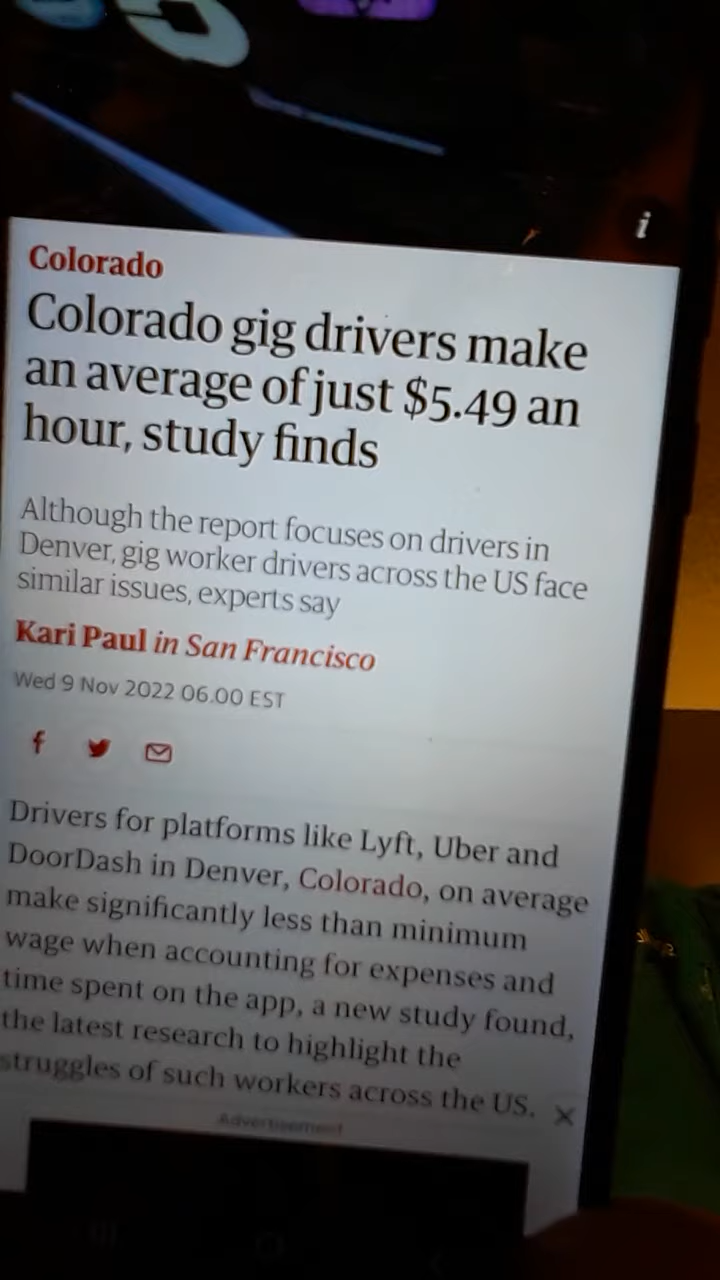 i
Colorado
Colorado gig drivers make
an average of just $5.49 an
hour, study finds
Although the report focuses on drivers in
Denver, gig worker drivers across the US face
similar issues, experts say
Kari Paul in San Francisco
Wed 9 Nov 2022 06.00 EST
Drivers for platforms like Lyft, Uber and
DoorDash in Denver, Colorado, on average
make significantly less than minimum
wage when accounting for expenses and
time spent on the app, a new study found,
the latest research to highlight the
struggles of such workers across the US.
Advertisement